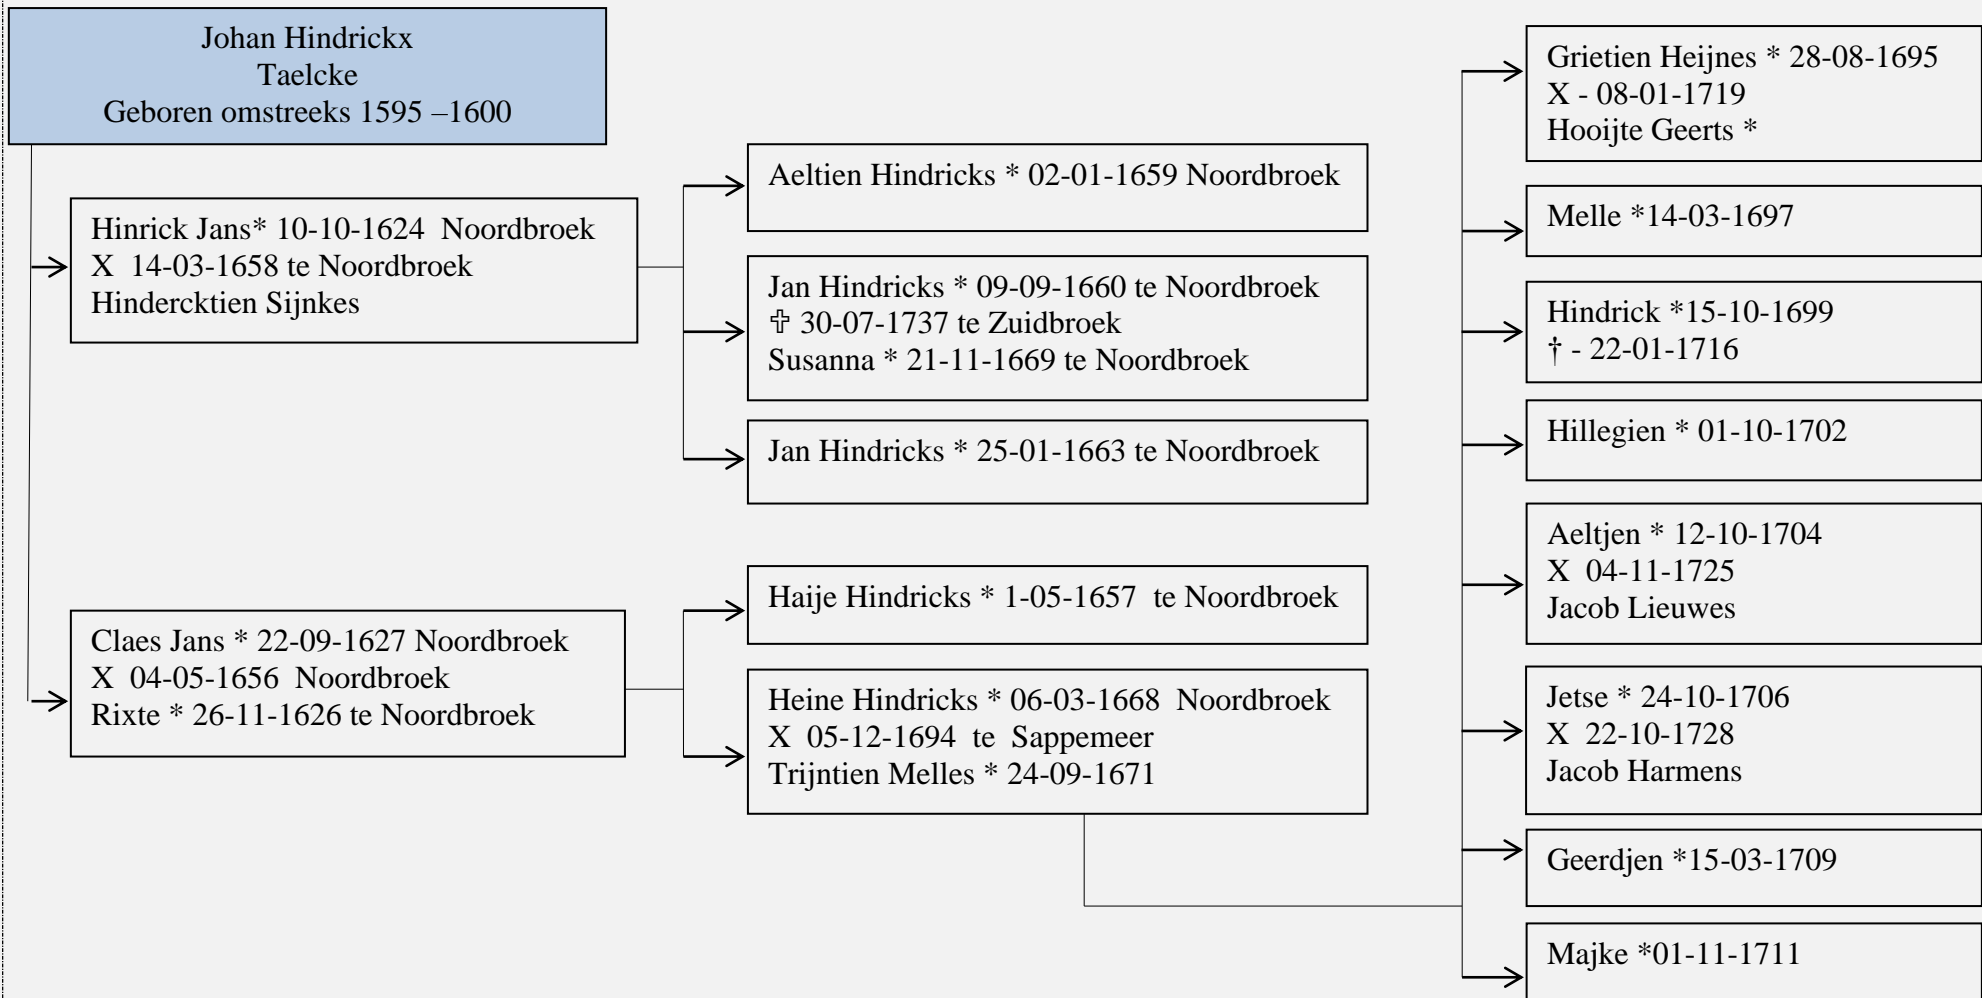 Johan Hindrickx
Taelcke
Geboren omstreeks 1595 –1600
Hinrick Jans* 10-10-1624 Noordbroek
X 14-03-1658 te Noordbroek
Hindercktien Sijnkes
Claes Jans * 22-09-1627 Noordbroek
X 04-05-1656 Noordbroek
Rixte * 26-11-1626 te Noordbroek
Aeltien Hindricks * 02-01-1659 Noordbroek
Jan Hindricks * 09-09-1660 te Noordbroek
✞ 30-07-1737 te Zuidbroek
Susanna * 21-11-1669 te Noordbroek
Jan Hindricks * 25-01-1663 te Noordbroek
Haije Hindricks * 1-05-1657 te Noordbroek
Heine Hindricks * 06-03-1668 Noordbroek
X 05-12-1694 te Sappemeer
Trijntien Melles * 24-09-1671
Grietien Heijnes * 28-08-1695
X - 08-01-1719
Hooijte Geerts *
Melle *14-03-1697
Hindrick *15-10-1699
† - 22-01-1716
Hillegien * 01-10-1702
Aeltjen * 12-10-1704
X 04-11-1725
Jacob Lieuwes
Jetse * 24-10-1706
X 22-10-1728
Jacob Harmens
Geerdjen *15-03-1709
Majke *01-11-1711